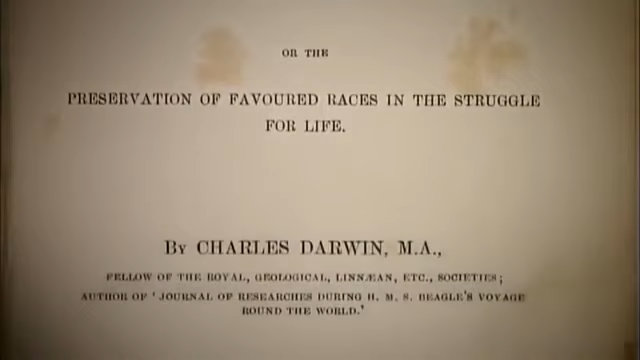 OR THE
PRESERVATION OF FAVOURED RACES IN THE STRUGGLE
FOR LIFE.
By CHARLES DARWIN, M.A.,
FELLOW OF THE ROYAL, GEOLOGICAL, LINNÆAN, ETC., SOCIETIES;
AUTHOR OF 'JOURNAL OF RESEARCHES DURING H. M. S. BEAGLE'S VOYAGE
ROUND THE WORLD.'